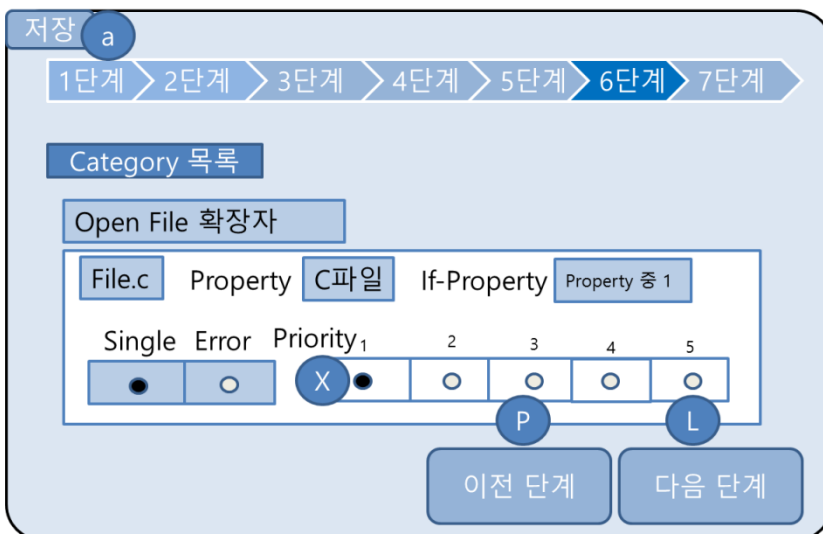 저장 a
1단계 2단계 3단계 4단계 5단계 6단계 7단계
Category 목록
Open File 확장자
File.c Property C파일 If-Property Property 중 1
Single Error Priority 1 2 3 4 5
X
P L
이전 단계 다음 단계